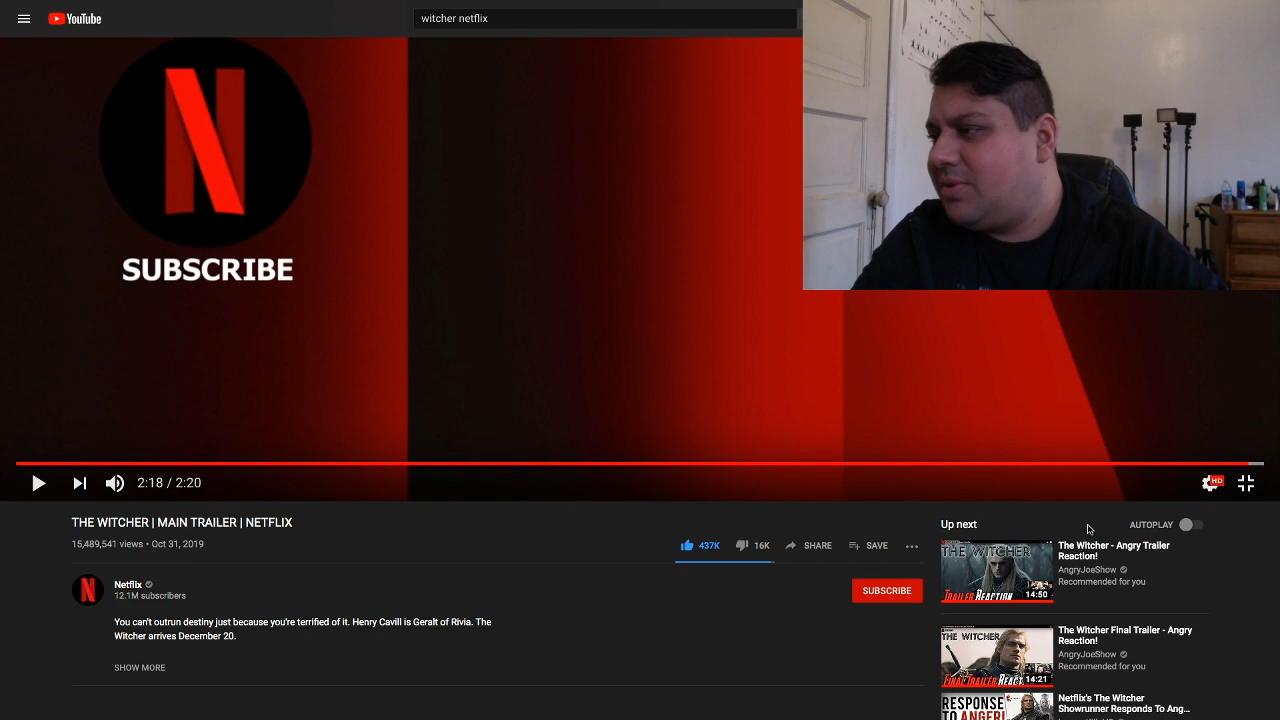 YouTube
witcher netflix
SUBSCRIBE
2:18 / 2:20
HD
THE WITCHER | MAIN TRAILER | NETFLIX
15,489,541 views • Oct 31, 2019
437K
16K
SHARE
SAVE
Netflix
12.1M subscribers
SUBSCRIBE
You can't outrun destiny just because you're terrified of it. Henry Cavill is Geralt of Rivia. The
Witcher arrives December 20.
SHOW MORE
Up next
AUTOPLAY
THE WITCHER
TRAILER REACTION
14:50
The Witcher - Angry Trailer
Reaction!
AngryJoeShow
Recommended for you
THE WITCHER
FINAL TRAILER
14:21
The Witcher Final Trailer - Angry
Reaction!
AngryJoeShow
Recommended for you
RESPONSE
TO ANGER!
Netflix's The Witcher
Showrunner Responds To Ang...